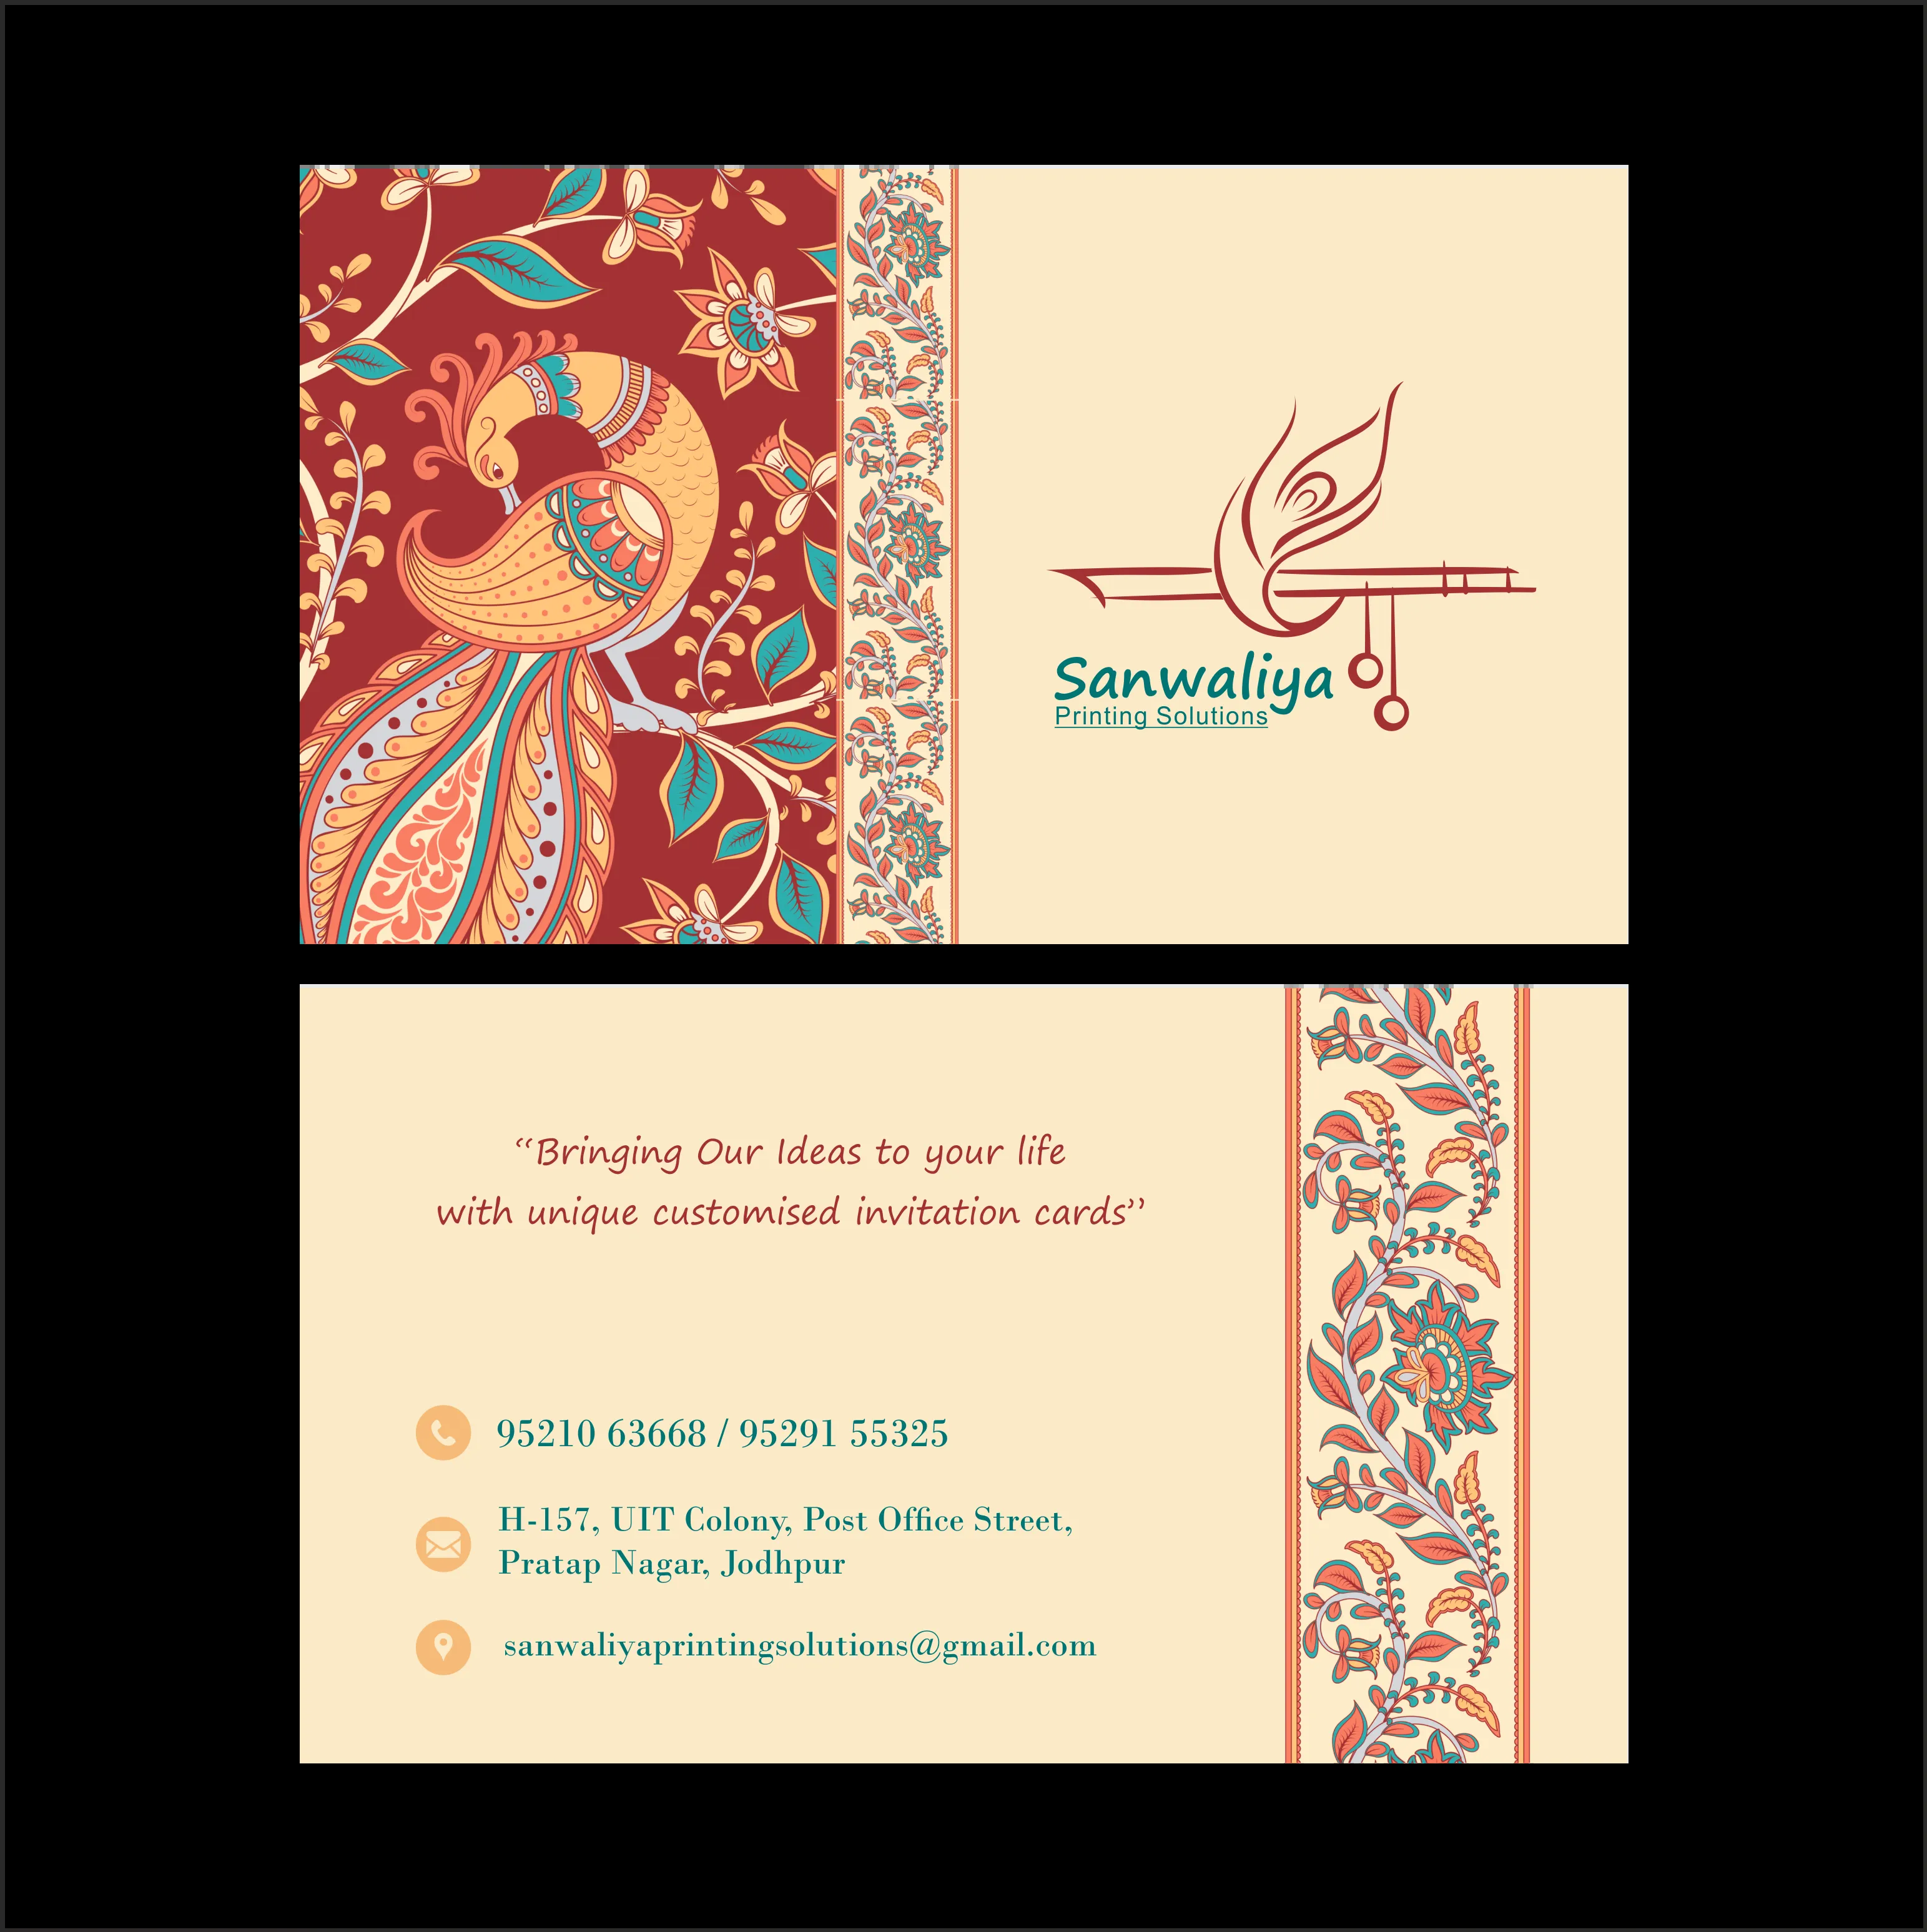 Sanwaliya
Printing Solutions
“Bringing Our Ideas to your life
with unique customised invitation cards”
95210 63668 / 95291 55325
H-157, UIT Colony, Post Office Street,
Pratap Nagar, Jodhpur
sanwaliyaprintingsolutions@gmail.com